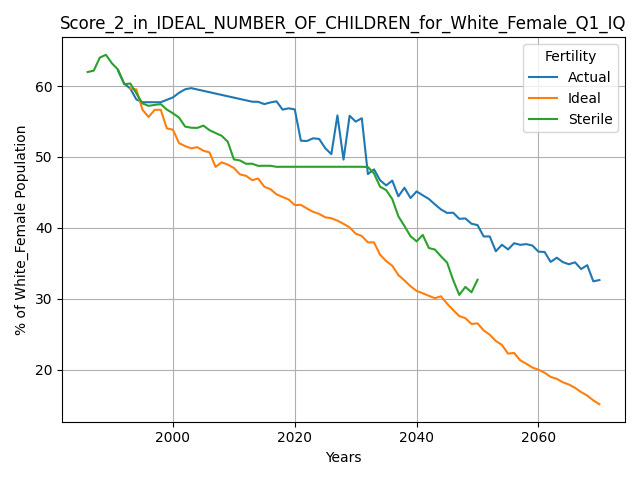 Score_2_in_IDEAL_NUMBER_OF_CHILDREN_for_White_Female_Q1_IQ
Fertility
Actual
Ideal
Sterile
% of White_Female Population
60
50
40
30
20
2000
2020
2040
2060
Years